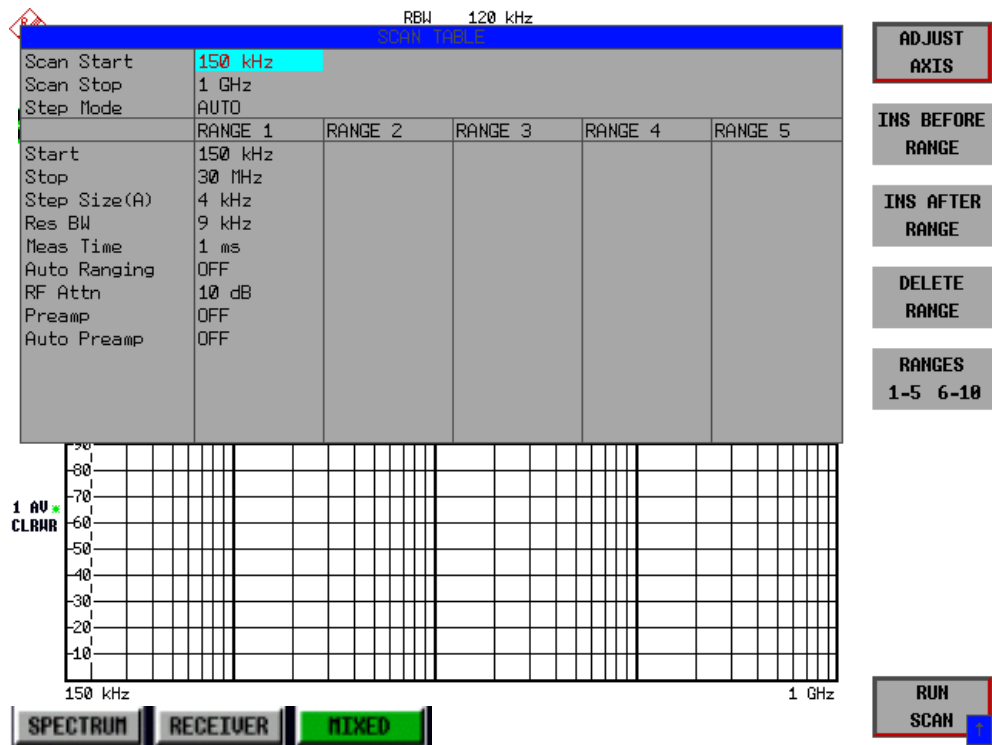 RBW 120 kHz
SCAN TABLE
Scan Start 150 kHz
Scan Stop 1 GHz
Step Mode AUTO
RANGE 1 RANGE 2 RANGE 3 RANGE 4 RANGE 5
Start 150 kHz
Stop 30 MHz
Step Size(A) 4 kHz
Res BW 9 kHz
Meas Time 1 ms
Auto Ranging OFF
RF Attn 10 dB
Preamp OFF
Auto Preamp OFF
90
80
70
1 AV
CLRWR
60
50
40
30
20
10
150 kHz 1 GHz
SPECTRUM RECEIVER MIXED
ADJUST
AXIS
INS BEFORE
RANGE
INS AFTER
RANGE
DELETE
RANGE
RANGES
1-5 6-10
RUN
SCAN